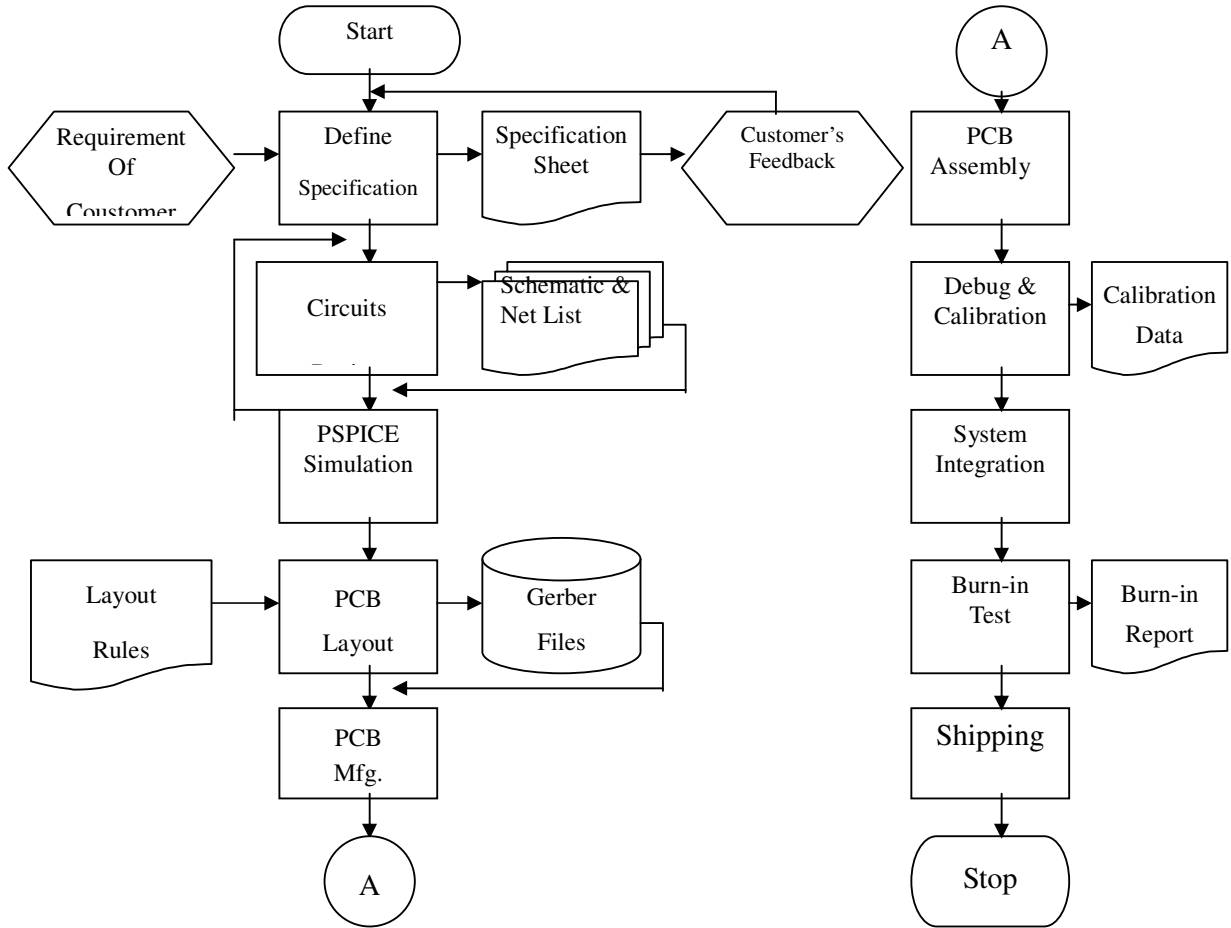 Start
Requirement
Of
Coustomer
Define
Specification
Specification
Sheet
Customer's
Feedback
Circuits
Schematic &
Net List
PSPICE
Simulation
Layout
Rules
PCB
Layout
Gerber
Files
PCB
Mfg.
A
A
PCB
Assembly
Debug &
Calibration
Calibration
Data
System
Integration
Burn-in
Test
Burn-in
Report
Shipping
Stop